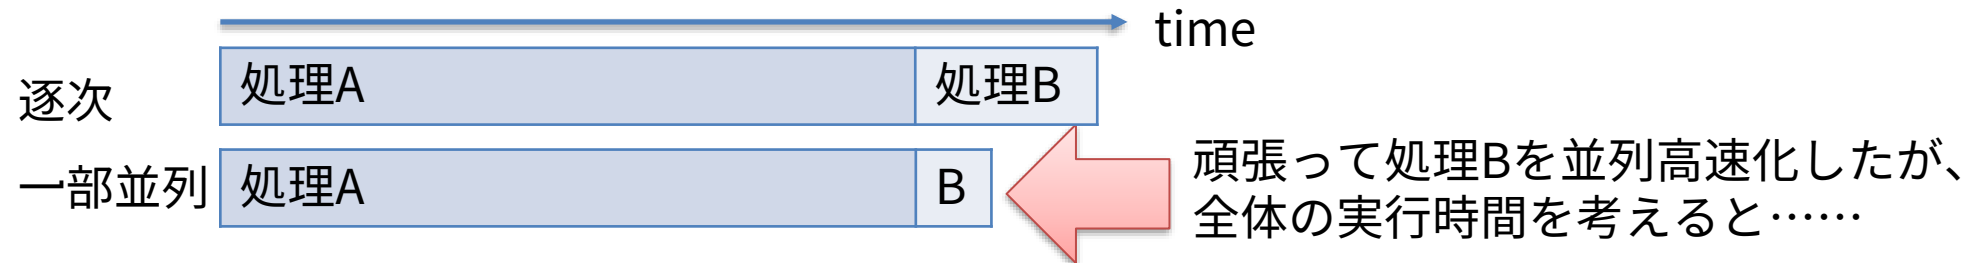 time
逐次
処理A
処理B
一部並列
処理A
B
頑張って処理Bを並列高速化したが、
全体の実行時間を考えると……